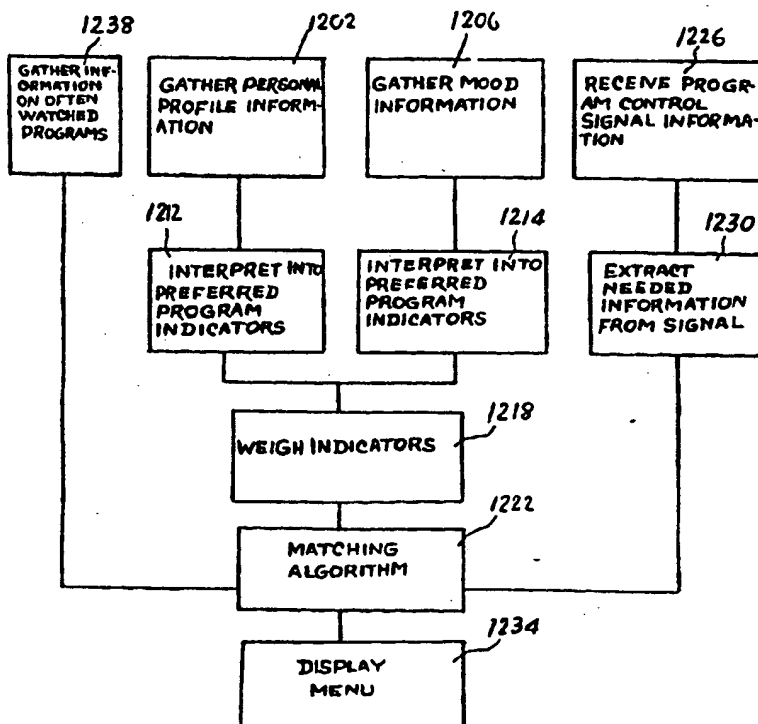 1238
GATHER INF-
ORMATION
ON OFTEN
WATCHED
PROGRAMS
1202
GATHER PERSONAL
PROFILE INFORM-
ATION
1206
GATHER MOOD
INFORMATION
1226
RECEIVE PROGR-
AM CONTROL
SIGNAL INFORMA-
TION
1212
INTERPRET INTO
PREFERRED
PROGRAM
INDICATORS
1214
INTERPRET INTO
PREFERRED
PROGRAM
INDICATORS
1230
EXTRACT
NEEDED
INFORMATION
FROM SIGNAL
1218
WEIGH INDICATORS
1222
MATCHING
ALGORITHM
1234
DISPLAY
MENU